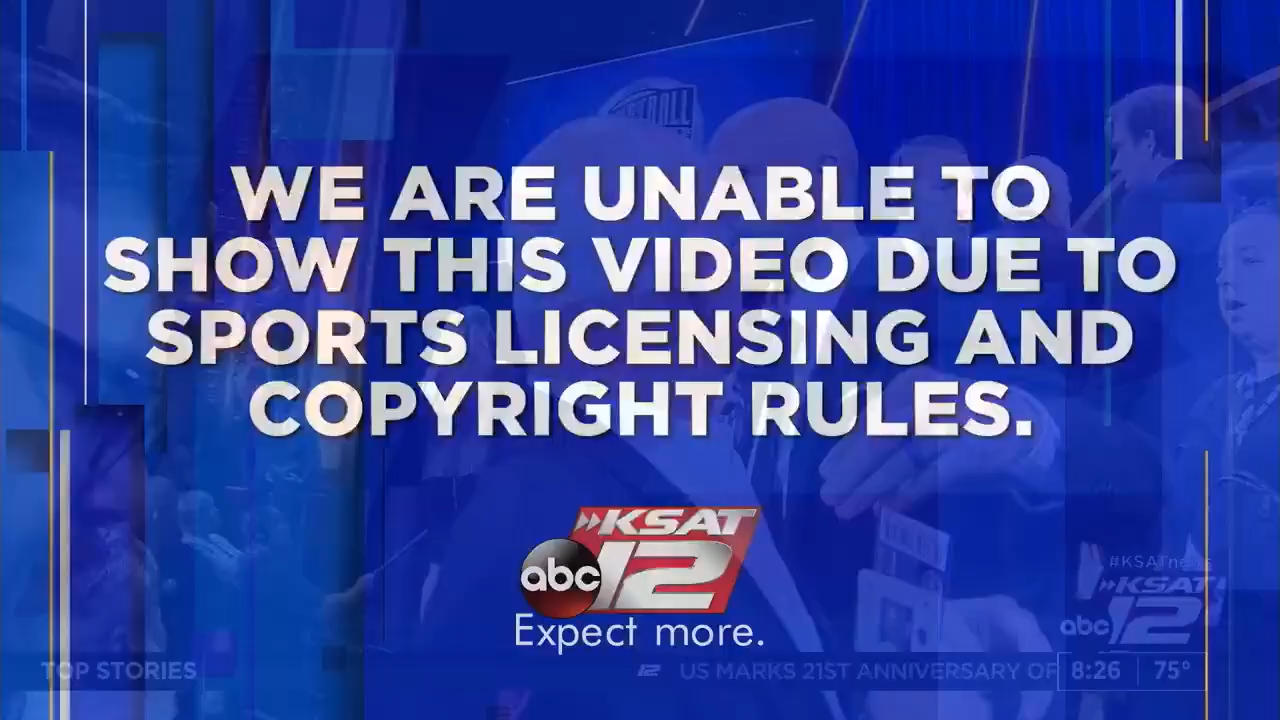 WE ARE UNABLE TO
SHOW THIS VIDEO DUE TO
SPORTS LICENSING AND
COPYRIGHT RULES.
KSAT
abc 12
Expect more.
#KSATnews
KSAT
abc 12
TOP STORIES
12 US MARKS 21ST ANNIVERSARY OF
8:26 75°